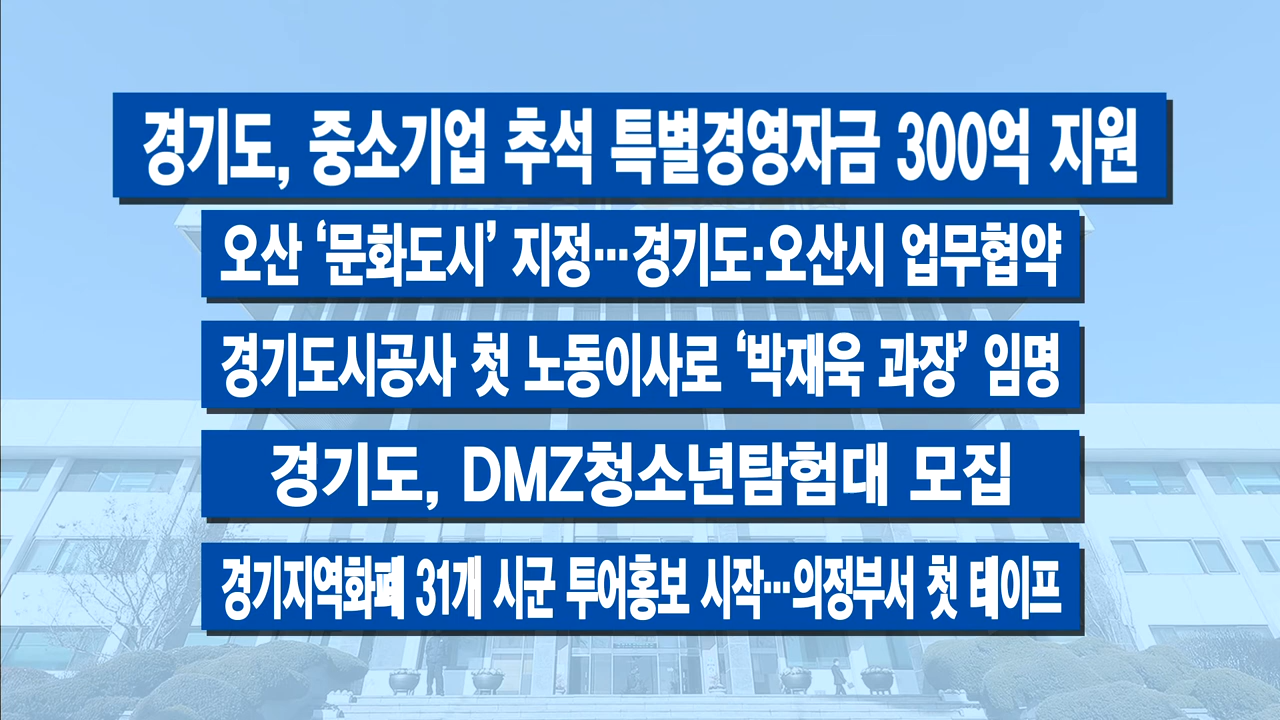 경기도, 중소기업 추석 특별경영자금 300억 지원
오산 ‘문화도시’ 지정…경기도·오산시 업무협약
경기도시공사 첫 노동이사로 ‘박재욱 과장’ 임명
경기도, DMZ청소년탐험대 모집
경기지역화폐 31개 시군 투어홍보 시작…의정부서 첫 테이프